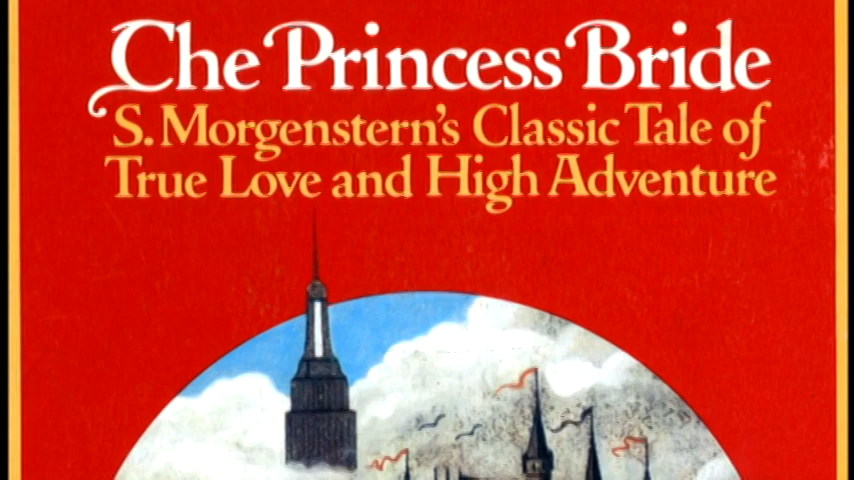 The Princess Bride
S. Morgenstern's Classic Tale of
True Love and High Adventure